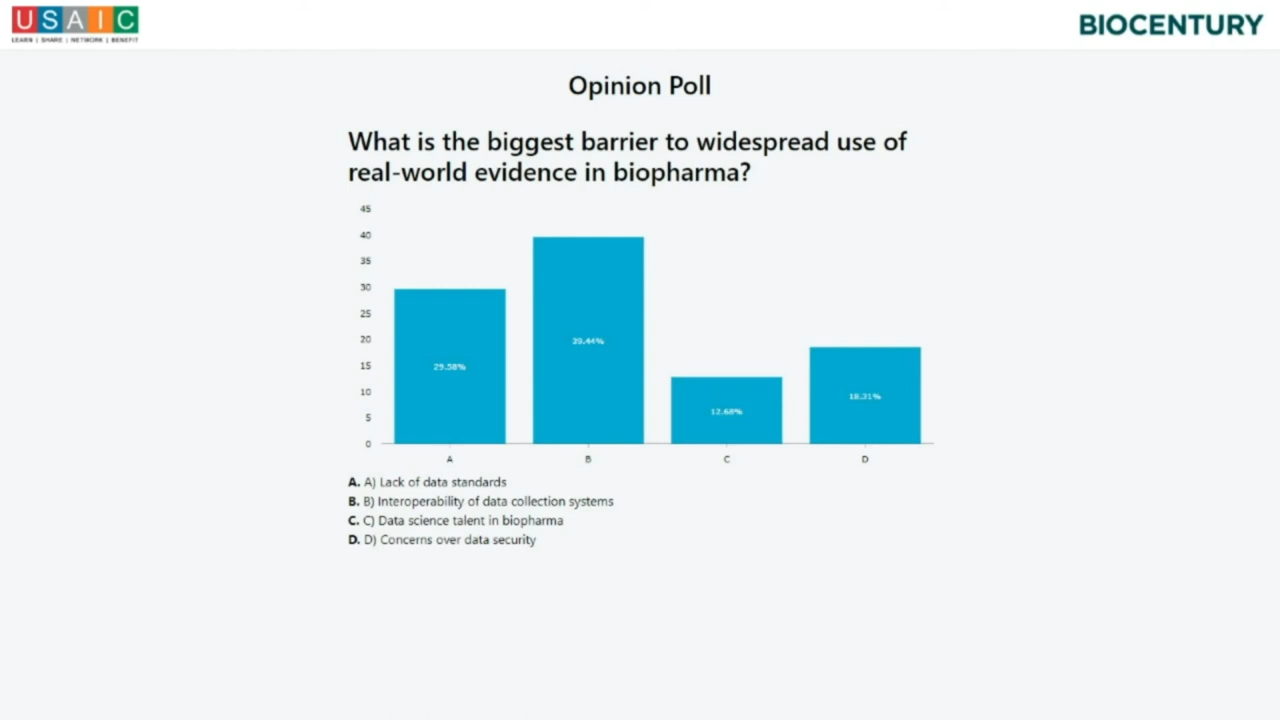 USAIC
LEARN | SHARE | NETWORK | BENEFIT
BIOCENTURY
Opinion Poll
What is the biggest barrier to widespread use of
real-world evidence in biopharma?
45
40
35
30
25
20
15
10
5
0
29.58%
39.44%
12.68%
18.31%
A
B
C
D
A. A) Lack of data standards
B. B) Interoperability of data collection systems
C. C) Data science talent in biopharma
D. D) Concerns over data security